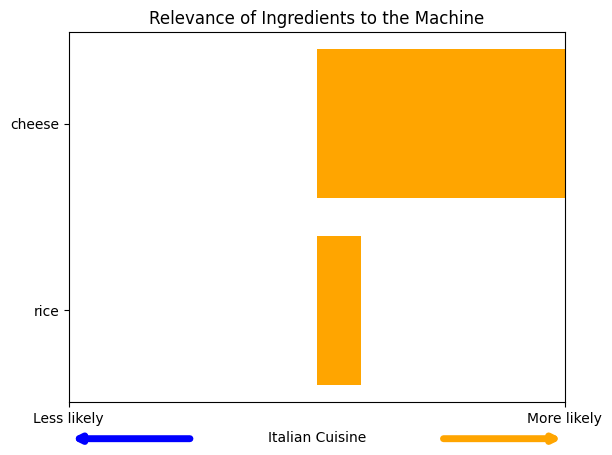 Relevance of Ingredients to the Machine
cheese
rice
Less likely
More likely
Italian Cuisine